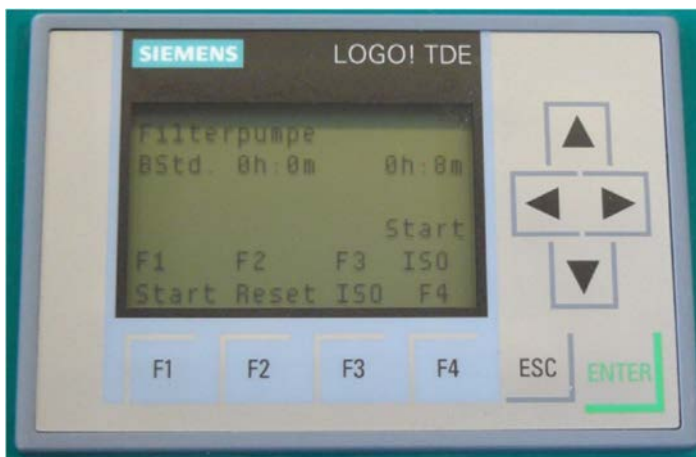 SIEMENS LOGO! TDE
Filterpumpe
BStd. 0h:0m 0h:8m
Start
F1 F2 F3 ISO
Start Reset ISO F4
F1 F2 F3 F4 ESC ENTER